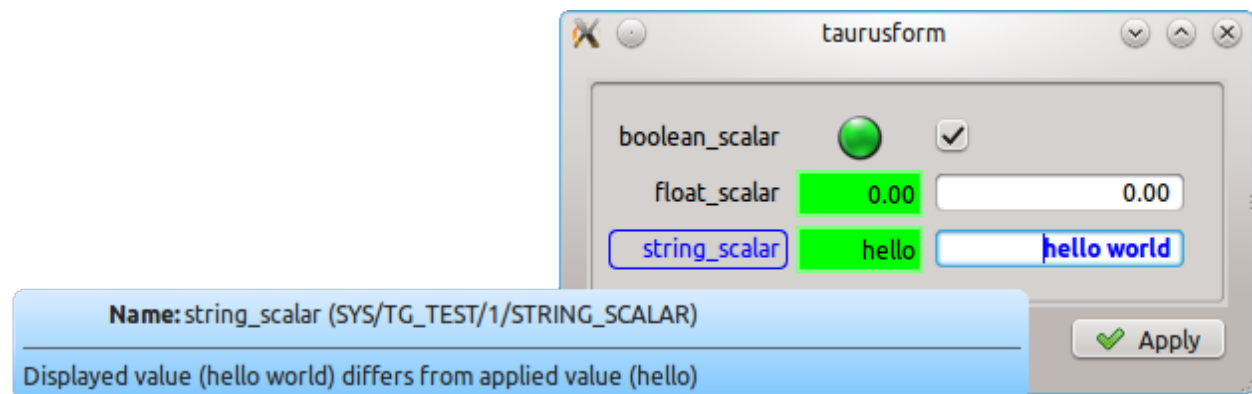 taurusform
boolean_scalar
float_scalar 0.00 0.00
string_scalar hello hello world
Name: string_scalar (SYS/TG_TEST/1/STRING_SCALAR)
Apply
Displayed value (hello world) differs from applied value (hello)